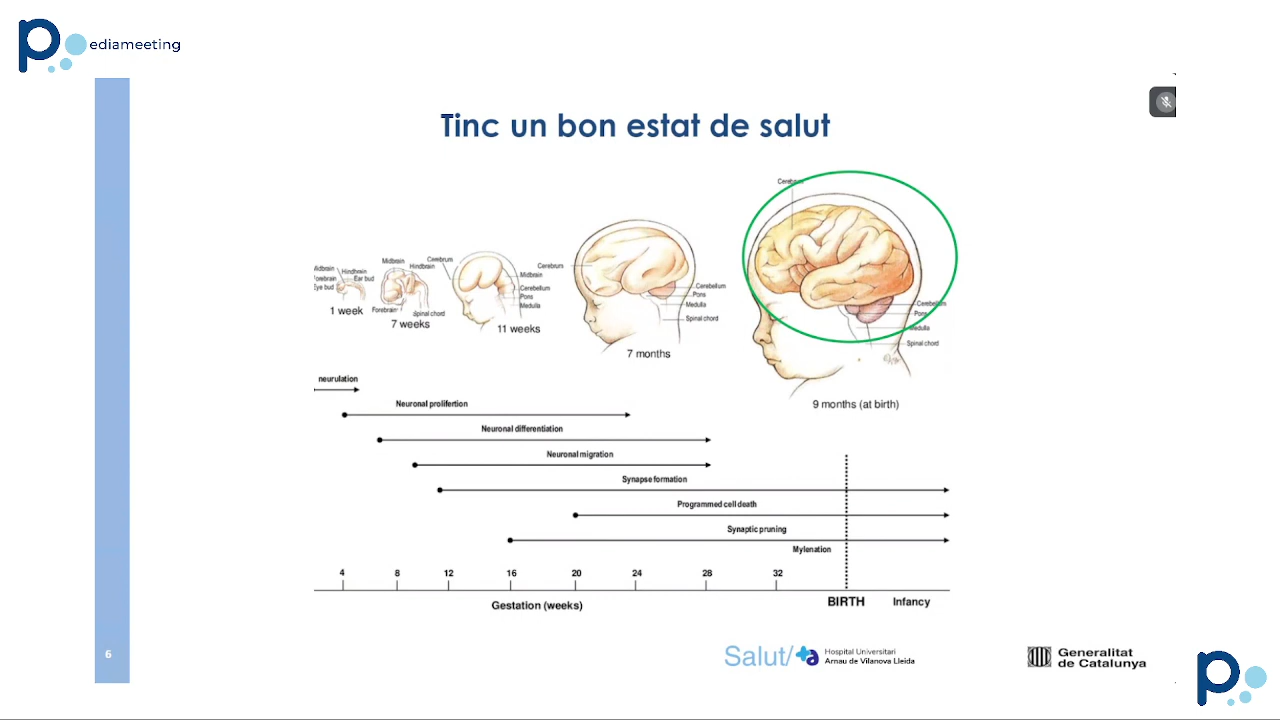 ediameeting
Tinc un bon estat de salut
Cerebrum
Midbrain
Hindbrain
Forebrain
Ear bud
Eye bud
1 week
Midbrain
Hindbrain
Forebrain
Spinal chord
7 weeks
Cerebrum
Midbrain
Cerebellum
Pons
Medulla
11 weeks
Cerebrum
Cerebellum
Pons
Medulla
Spinal chord
7 months
Cerebellum
Pons
Medulla
Spinal chord
9 months (at birth)
neurulation
Neuronal prolifertion
Neuronal differentiation
Neuronal migration
Synapse formation
Programmed cell death
Synaptic pruning
Mylenation
4 8 12 16 20 24 28 32
Gestation (weeks) BIRTH Infancy
6
Salut/
Hospital Universitari
Arnau de Vilanova Lleida
Generalitat
de Catalunya